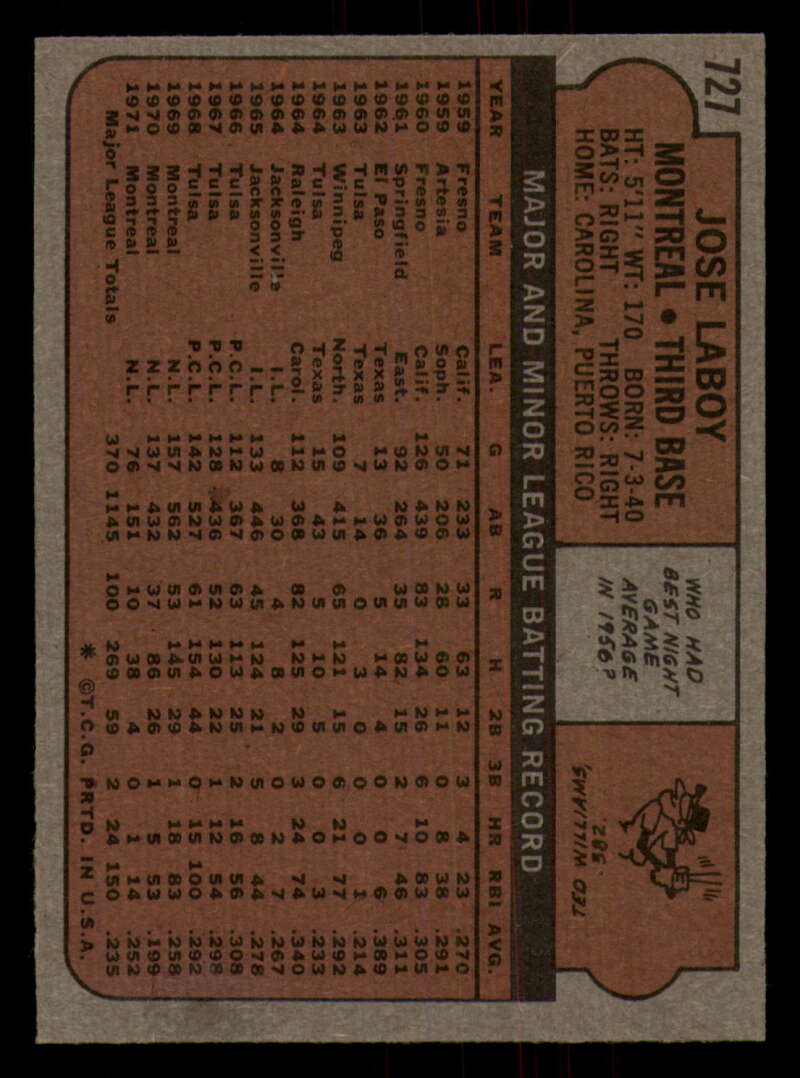 727
JOSE LABOY
MONTREAL • THIRD BASE
HT: 5'11" WT: 170 BORN: 7-3-40
BATS: RIGHT THROWS: RIGHT
HOME: CAROLINA, PUERTO RICO
WHO HAD
BEST NIGHT
GAME
AVERAGE
IN 1956?
TED WILLIAMS,
.382.
MAJOR AND MINOR LEAGUE BATTING RECORD
YEAR TEAM LEA. G AB R H 2B 3B HR RBI AVG.
1959 Fresno Calif. 71 233 33 63 12 3 4 23 .270
1959 Artesia Soph. 50 206 28 60 11 0 8 38 .291
1960 Fresno Calif. 126 439 83 134 26 6 10 83 .305
1961 Springfield East. 92 264 35 82 15 2 7 46 .311
1962 El Paso Texas 13 36 5 14 4 0 0 6 .389
1963 Tulsa Texas 7 14 0 3 0 0 0 1 .214
1963 Winnipeg North. 109 415 65 121 15 6 21 77 .292
1964 Tulsa Texas 15 43 5 10 5 0 0 3 .233
1964 Raleigh Carol. 112 368 82 125 29 3 24 74 .340
1964 Jacksonville I.L. 8 30 4 8 2 0 2 7 .267
1965 Jacksonville I.L. 133 446 45 124 21 5 8 44 .278
1966 Tulsa P.C.L. 112 367 63 113 25 2 16 56 .308
1967 Tulsa P.C.L. 128 436 52 130 22 1 12 54 .298
1968 Tulsa P.C.L. 142 527 61 154 44 0 15 100 .292
1969 Montreal N.L. 157 562 53 145 29 1 18 83 .258
1970 Montreal N.L. 137 432 37 86 26 1 5 53 .199
1971 Montreal N.L. 76 151 10 38 4 0 1 14 .252
Major League Totals 370 1145 100 269 59 2 24 150 .235
* ©T.C.G. PRTD. IN U.S.A.